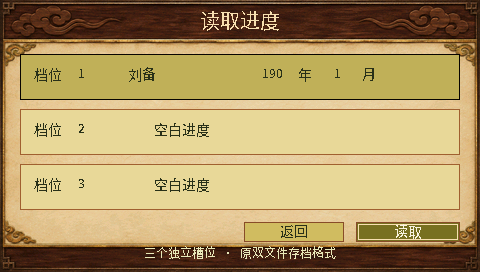 读取进度
档位 1 刘备 190 年 1 月
档位 2 空白进度
档位 3 空白进度
返回 读取
三个独立槽位 · 原双文件存档格式